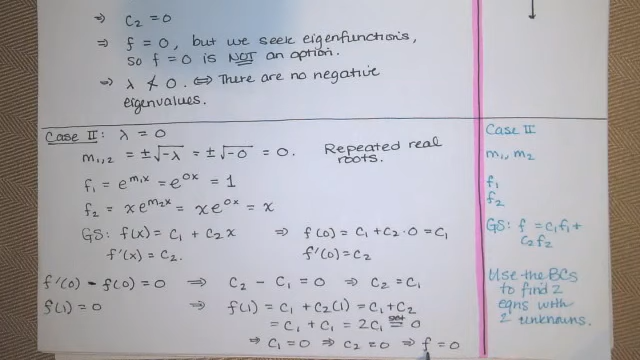 ⇒ C₂ = 0
⇒ f = 0, but we seek eigenfunctions,
so f = 0 is NOT an option.
⇒ λ ≮ 0. ⇔ There are no negative
eigenvalues.
Case II: λ = 0
m₁,₂ = ±√-λ = ±√-0 = 0. Repeated real
roots.
f₁ = e^{m₁x} = e^{0x} = 1
f₂ = xe^{m₂x} = xe^{0x} = x
GS: f(x) = C₁ + C₂x ⇒ f(0) = C₁ + C₂·0 = C₁
f'(x) = C₂. f'(0) = C₂
f'(0) - f(0) = 0 ⇒ C₂ - C₁ = 0 ⇒ C₂ = C₁
f(1) = 0 ⇒ f(1) = C₁ + C₂(1) = C₁ + C₂
= C₁ + C₁ = 2C₁ = 0
⇒ C₁ = 0 ⇒ C₂ = 0 ⇒ f = 0
Case II:
m₁, m₂
f₁
f₂
GS: f = C₁f₁ +
C₂f₂
Use the BCs
to find 2
eqns with
2 unknowns.